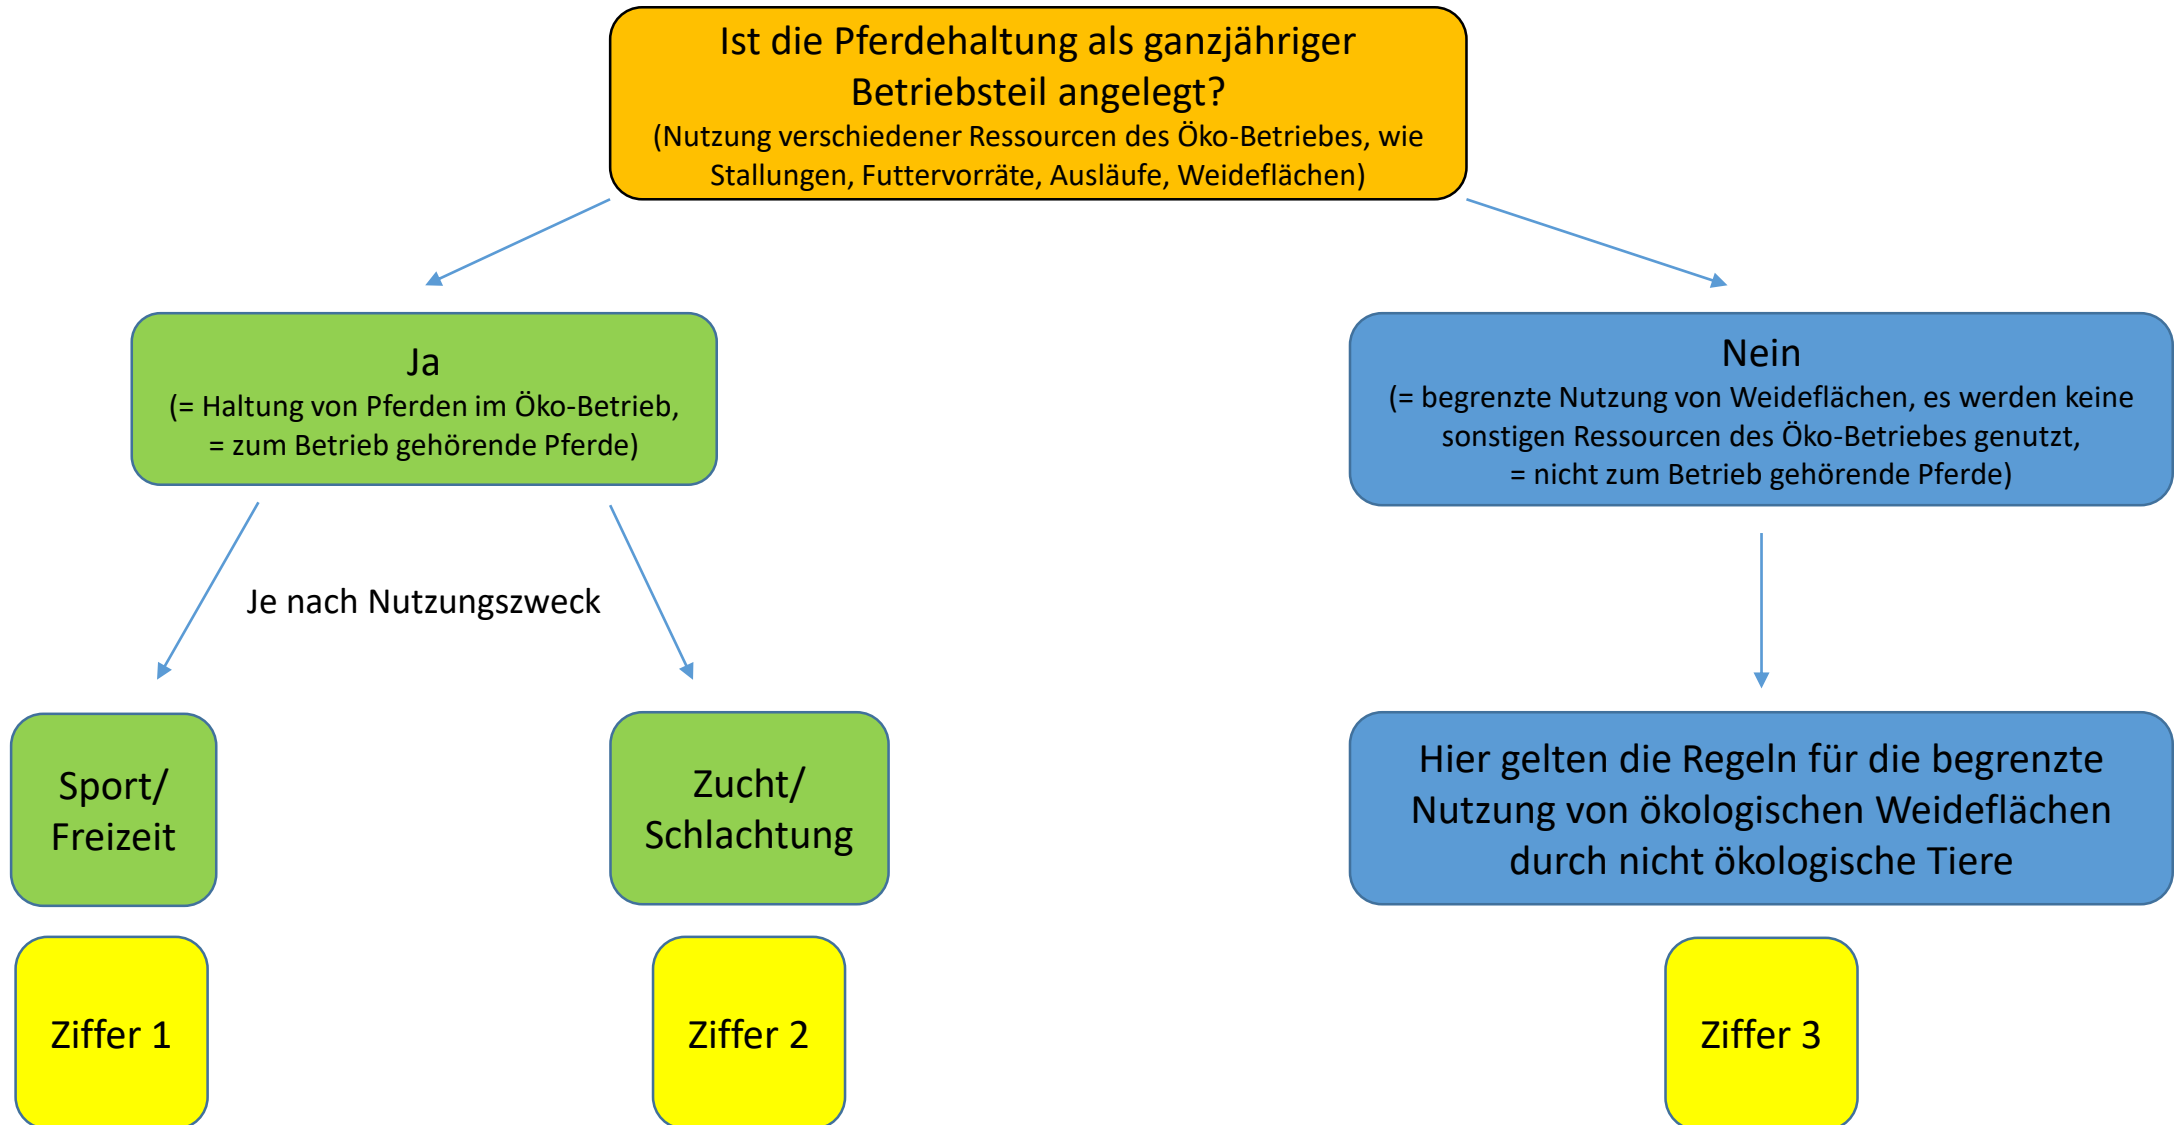 Ist die Pferdehaltung als ganzjähriger
Betriebsteil angelegt?
(Nutzung verschiedener Ressourcen des Öko-Betriebes, wie
Stallungen, Futtervorräte, Ausläufe, Weideflächen)
Ja
(= Haltung von Pferden im Öko-Betrieb,
= zum Betrieb gehörende Pferde)
Nein
(= begrenzte Nutzung von Weideflächen, es werden keine
sonstigen Ressourcen des Öko-Betriebes genutzt,
= nicht zum Betrieb gehörende Pferde)
Je nach Nutzungszweck
Sport/
Freizeit
Zucht/
Schlachtung
Hier gelten die Regeln für die begrenzte
Nutzung von ökologischen Weideflächen
durch nicht ökologische Tiere
Ziffer 1
Ziffer 2
Ziffer 3